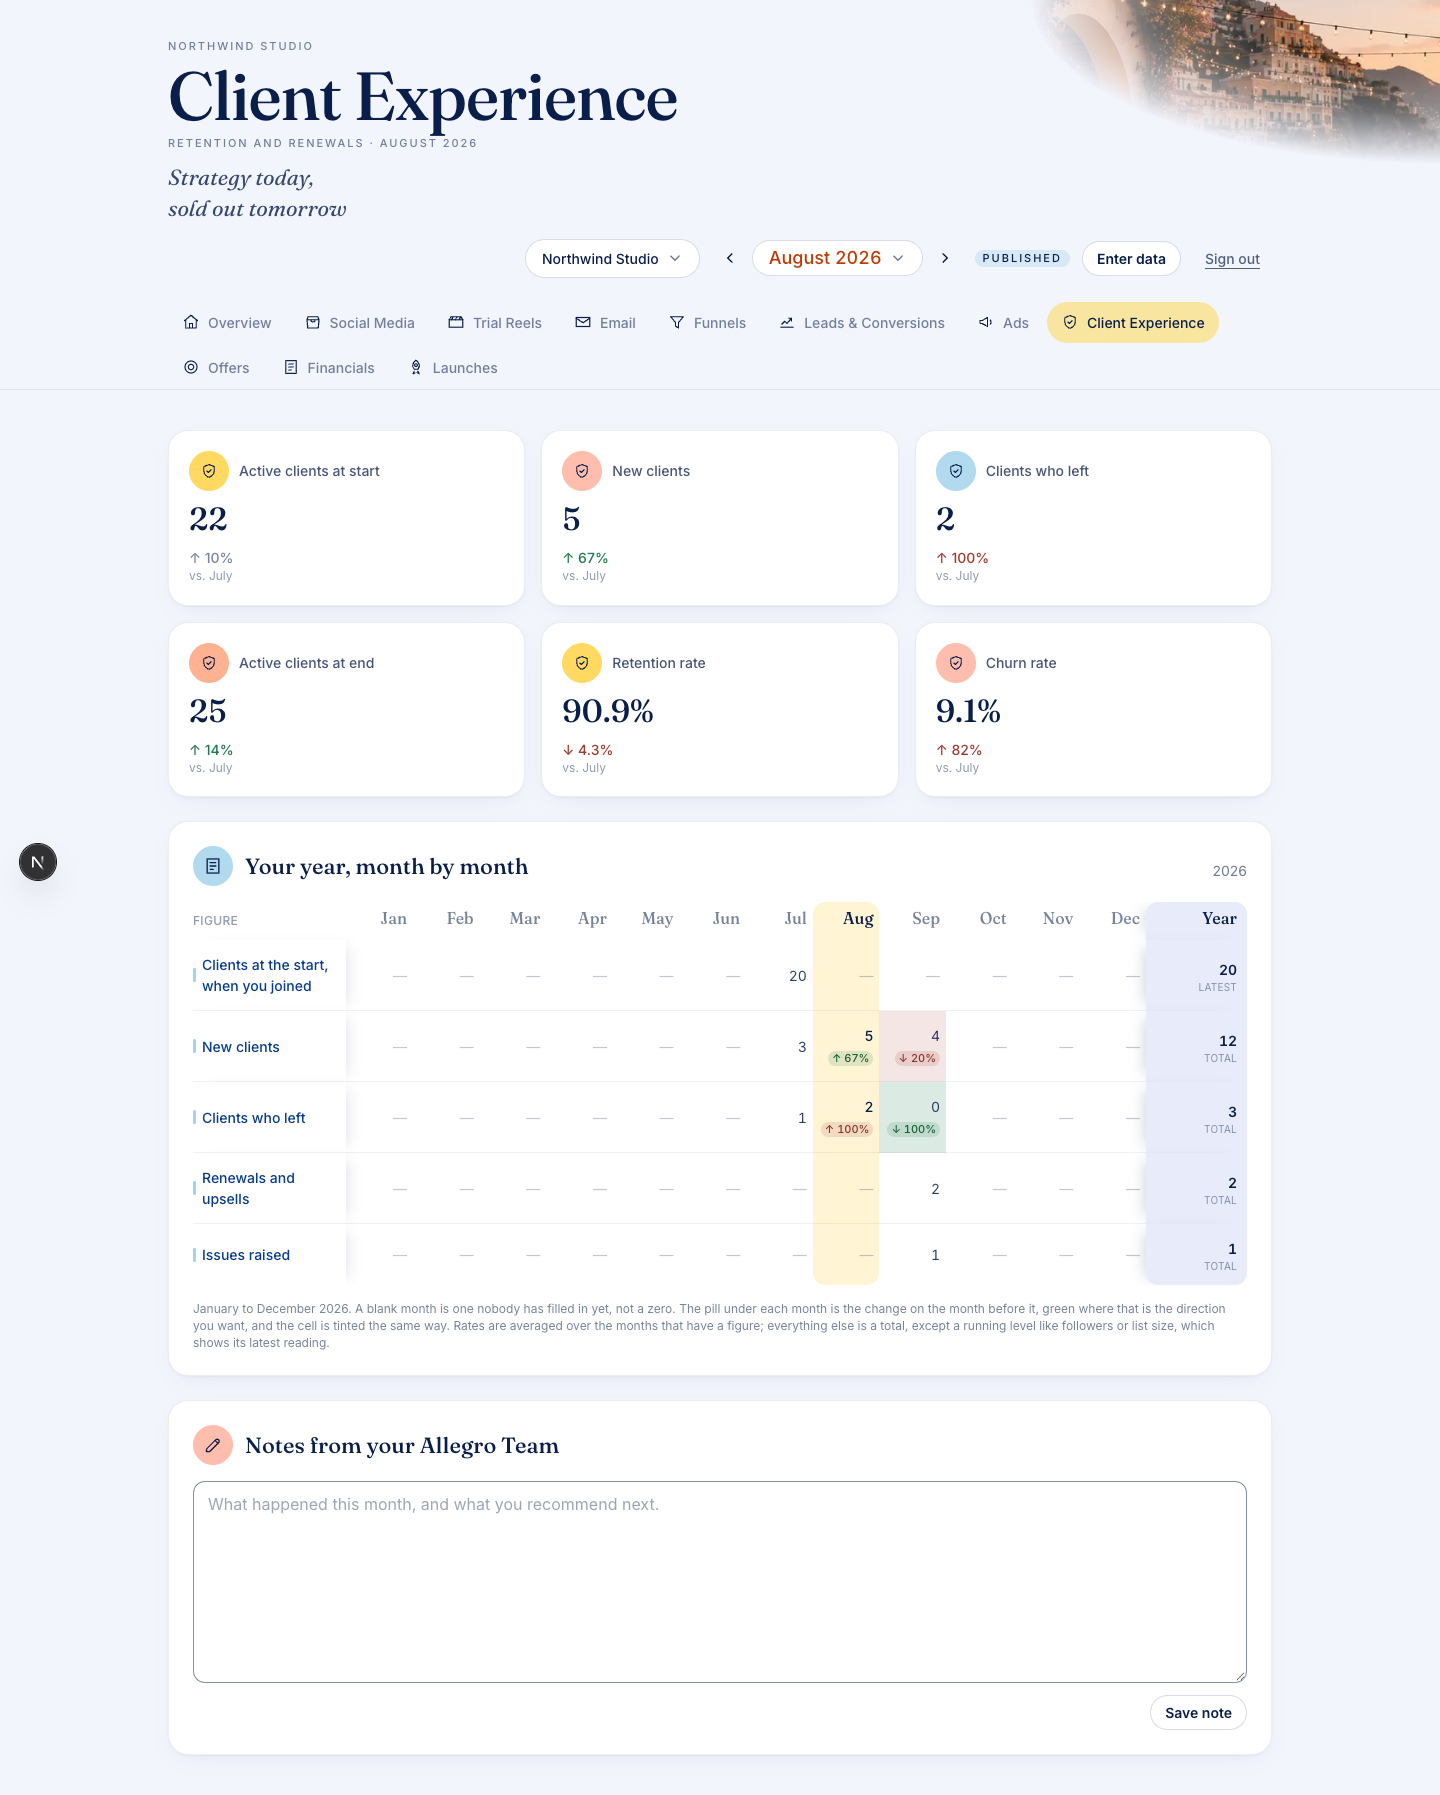 NORTHWIND STUDIO
Client Experience
RETENTION AND RENEWALS · AUGUST 2026
Strategy today,
sold out tomorrow
Northwind Studio
August 2026
PUBLISHED
Enter data
Sign out
Overview
Social Media
Trial Reels
Email
Funnels
Leads & Conversions
Ads
Client Experience
Offers
Financials
Launches
Active clients at start
22
↑ 10%
vs. July
New clients
5
↑ 67%
vs. July
Clients who left
2
↑ 100%
vs. July
Active clients at end
25
↑ 14%
vs. July
Retention rate
90.9%
↓ 4.3%
vs. July
Churn rate
9.1%
↑ 82%
vs. July
N
Your year, month by month
2026
FIGURE Jan Feb Mar Apr May Jun Jul Aug Sep Oct Nov Dec Year
Clients at the start,
when you joined
— — — — — — 20 — — — — — 20
LATEST
New clients — — — — — — 3 5 4 — — — 12
↑ 67% ↓ 20% TOTAL
Clients who left — — — — — — 1 2 0 — — — 3
↑ 100% ↓ 100% TOTAL
Renewals and
upsells
— — — — — — — — 2 — — — 2
TOTAL
Issues raised — — — — — — — — 1 — — — 1
TOTAL
January to December 2026. A blank month is one nobody has filled in yet, not a zero. The pill under each month is the change on the month before it, green where that is the direction
you want, and the cell is tinted the same way. Rates are averaged over the months that have a figure; everything else is a total, except a running level like followers or list size, which
shows its latest reading.
Notes from your Allegro Team
What happened this month, and what you recommend next.
Save note